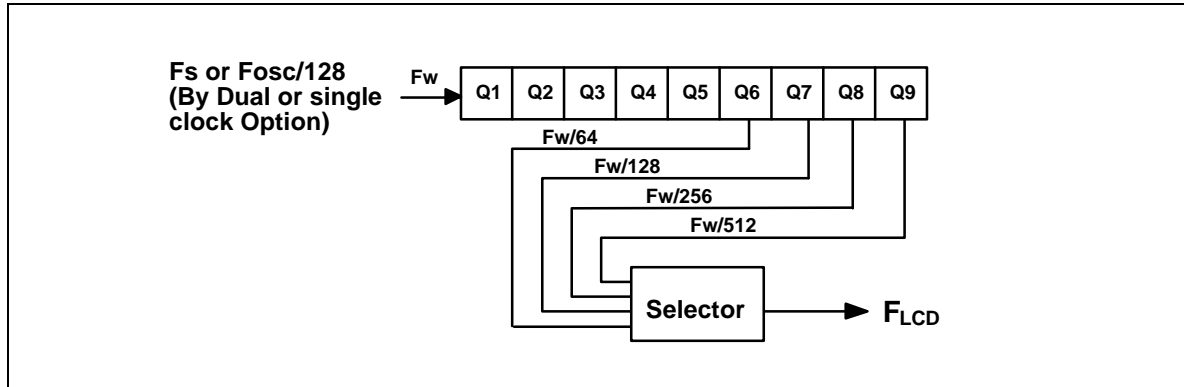 Fs or Fosc/128
(By Dual or single
clock Option)
Fw
Q1 Q2 Q3 Q4 Q5 Q6 Q7 Q8 Q9
Fw/64
Fw/128
Fw/256
Fw/512
Selector
FLCD